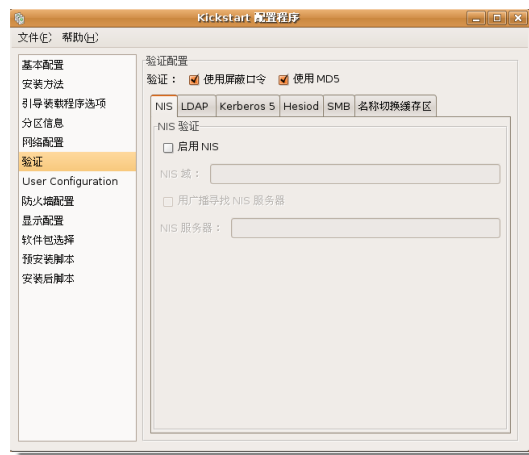 Kickstart 配置程序
文件(F) 帮助(H)
基本配置
安装方法
引导装载程序选项
分区信息
网络配置
验证
User Configuration
防火墙配置
显示配置
软件包选择
预安装脚本
安装后脚本
验证配置
验证： 使用屏蔽口令 使用 MD5
NIS LDAP Kerberos 5 Hesiod SMB 名称切换缓存区
NIS 验证
启用 NIS
NIS 域：
用广播寻找 NIS 服务器
NIS 服务器：